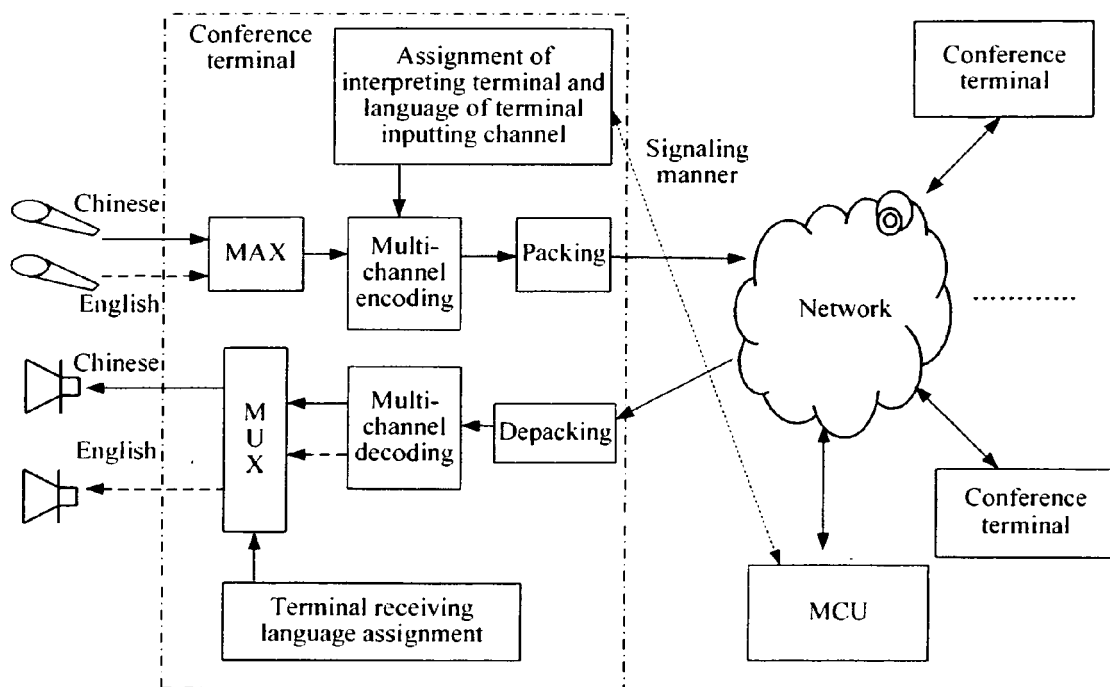 Conference
terminal
Assignment of
interpreting terminal and
language of terminal
inputting channel
Conference
terminal
Signaling
manner
Chinese
English
MAX
Multi-
channel
encoding
Packing
Network
Chinese
English
M
U
X
Multi-
channel
decoding
Depacking
Conference
terminal
Terminal receiving
language assignment
MCU